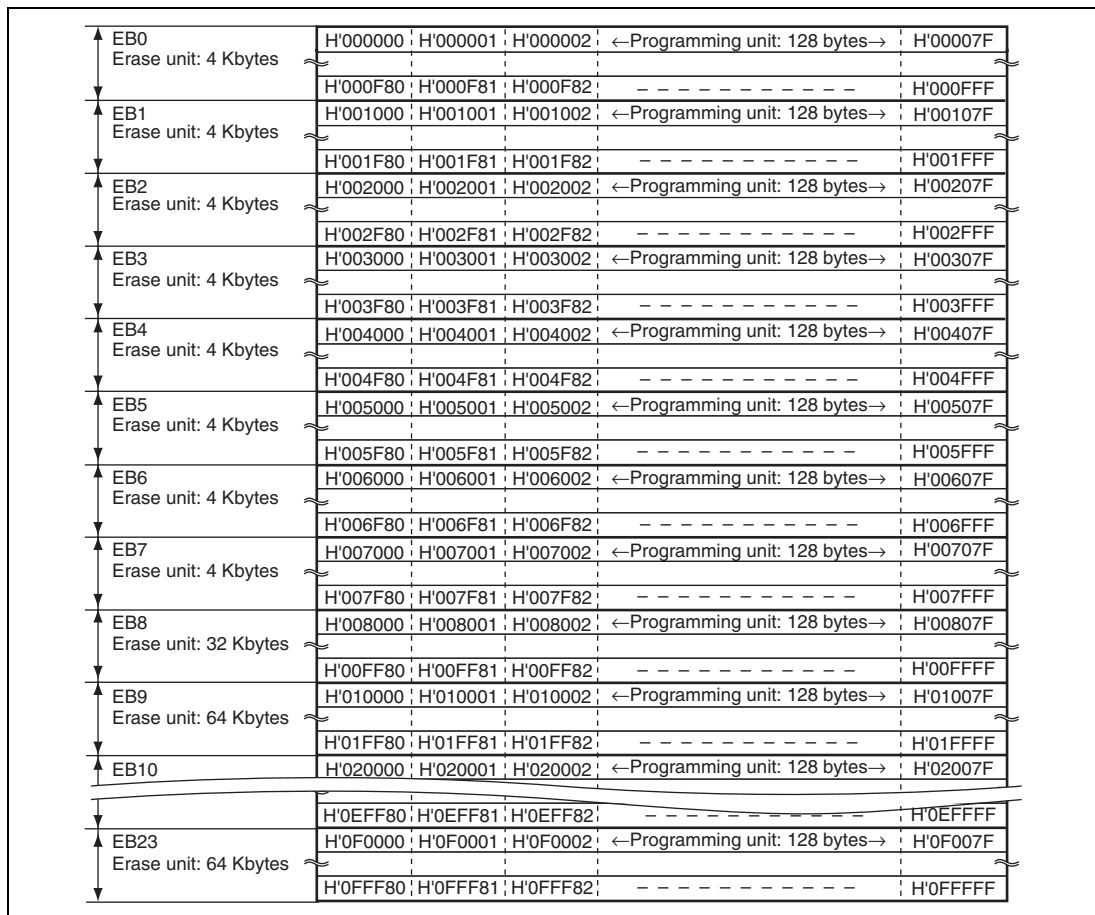 EB0 H'000000 H'000001 H'000002 ←Programming unit: 128 bytes→ H'00007F
Erase unit: 4 Kbytes
H'000F80 H'000F81 H'000F82 – – – – – – – – – – – H'000FFF
EB1 H'001000 H'001001 H'001002 ←Programming unit: 128 bytes→ H'00107F
Erase unit: 4 Kbytes
H'001F80 H'001F81 H'001F82 – – – – – – – – – – – H'001FFF
EB2 H'002000 H'002001 H'002002 ←Programming unit: 128 bytes→ H'00207F
Erase unit: 4 Kbytes
H'002F80 H'002F81 H'002F82 – – – – – – – – – – – H'002FFF
EB3 H'003000 H'003001 H'003002 ←Programming unit: 128 bytes→ H'00307F
Erase unit: 4 Kbytes
H'003F80 H'003F81 H'003F82 – – – – – – – – – – – H'003FFF
EB4 H'004000 H'004001 H'004002 ←Programming unit: 128 bytes→ H'00407F
Erase unit: 4 Kbytes
H'004F80 H'004F81 H'004F82 – – – – – – – – – – – H'004FFF
EB5 H'005000 H'005001 H'005002 ←Programming unit: 128 bytes→ H'00507F
Erase unit: 4 Kbytes
H'005F80 H'005F81 H'005F82 – – – – – – – – – – – H'005FFF
EB6 H'006000 H'006001 H'006002 ←Programming unit: 128 bytes→ H'00607F
Erase unit: 4 Kbytes
H'006F80 H'006F81 H'006F82 – – – – – – – – – – – H'006FFF
EB7 H'007000 H'007001 H'007002 ←Programming unit: 128 bytes→ H'00707F
Erase unit: 4 Kbytes
H'007F80 H'007F81 H'007F82 – – – – – – – – – – – H'007FFF
EB8 H'008000 H'008001 H'008002 ←Programming unit: 128 bytes→ H'00807F
Erase unit: 32 Kbytes
H'00FF80 H'00FF81 H'00FF82 – – – – – – – – – – – H'00FFFF
EB9 H'010000 H'010001 H'010002 ←Programming unit: 128 bytes→ H'01007F
Erase unit: 64 Kbytes
H'01FF80 H'01FF81 H'01FF82 – – – – – – – – – – – H'01FFFF
EB10 H'020000 H'020001 H'020002 ←Programming unit: 128 bytes→ H'02007F
H'0EFF80 H'0EFF81 H'0EFF82 – – – – – – – – – – – H'0EFFFF
EB23 H'0F0000 H'0F0001 H'0F0002 ←Programming unit: 128 bytes→ H'0F007F
Erase unit: 64 Kbytes
H'0FFF80 H'0FFF81 H'0FFF82 – – – – – – – – – – – H'0FFFFF